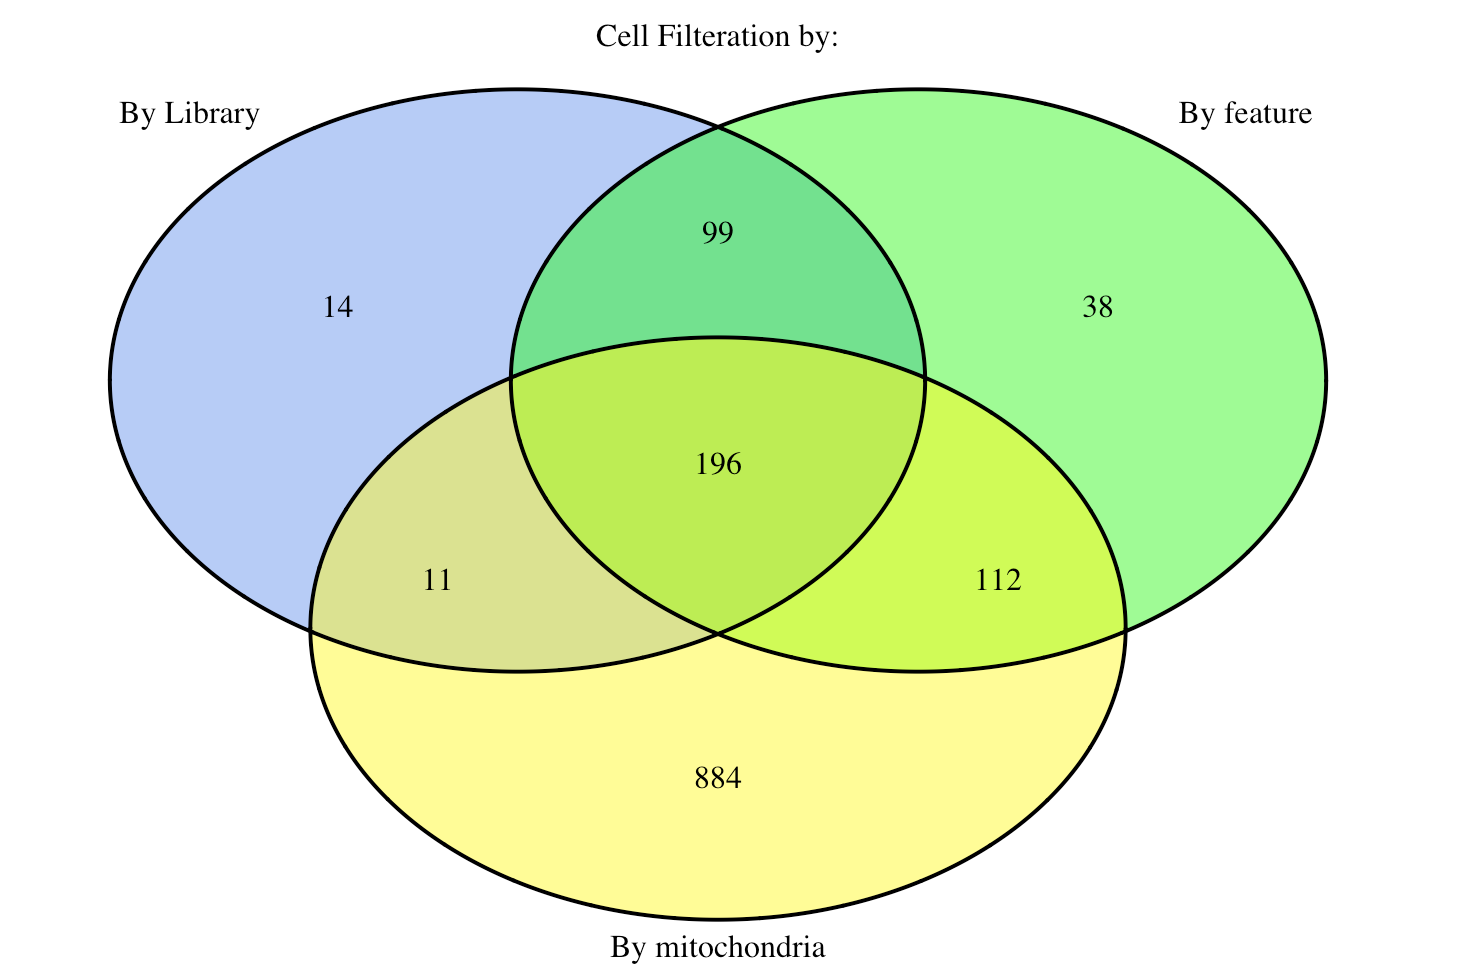 Cell Filteration by:
By Library
By feature
99
14
38
196
11
112
884
By mitochondria